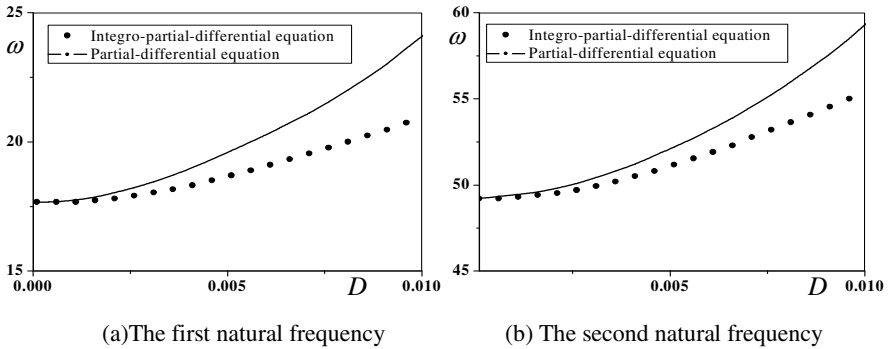 25
ω
Integro-partial-differential equation
Partial-differential equation
20
15
0.000
0.005
D
0.010
(a)The first natural frequency
60
ω
Integro-partial-differential equation
Partial-differential equation
55
50
45
0.005
D
0.010
(b) The second natural frequency